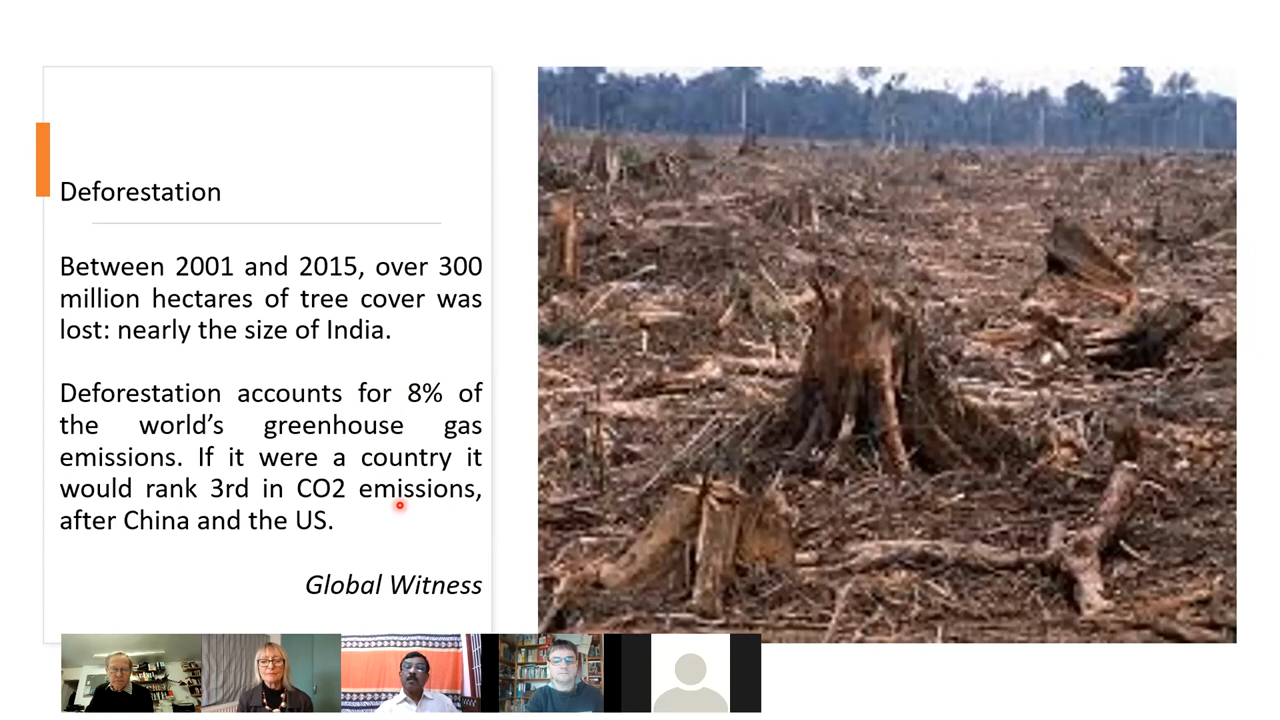 Deforestation
Between 2001 and 2015, over 300
million hectares of tree cover was
lost: nearly the size of India.
Deforestation accounts for 8% of
the world’s greenhouse gas
emissions. If it were a country it
would rank 3rd in CO2 emissions,
after China and the US.
Global Witness